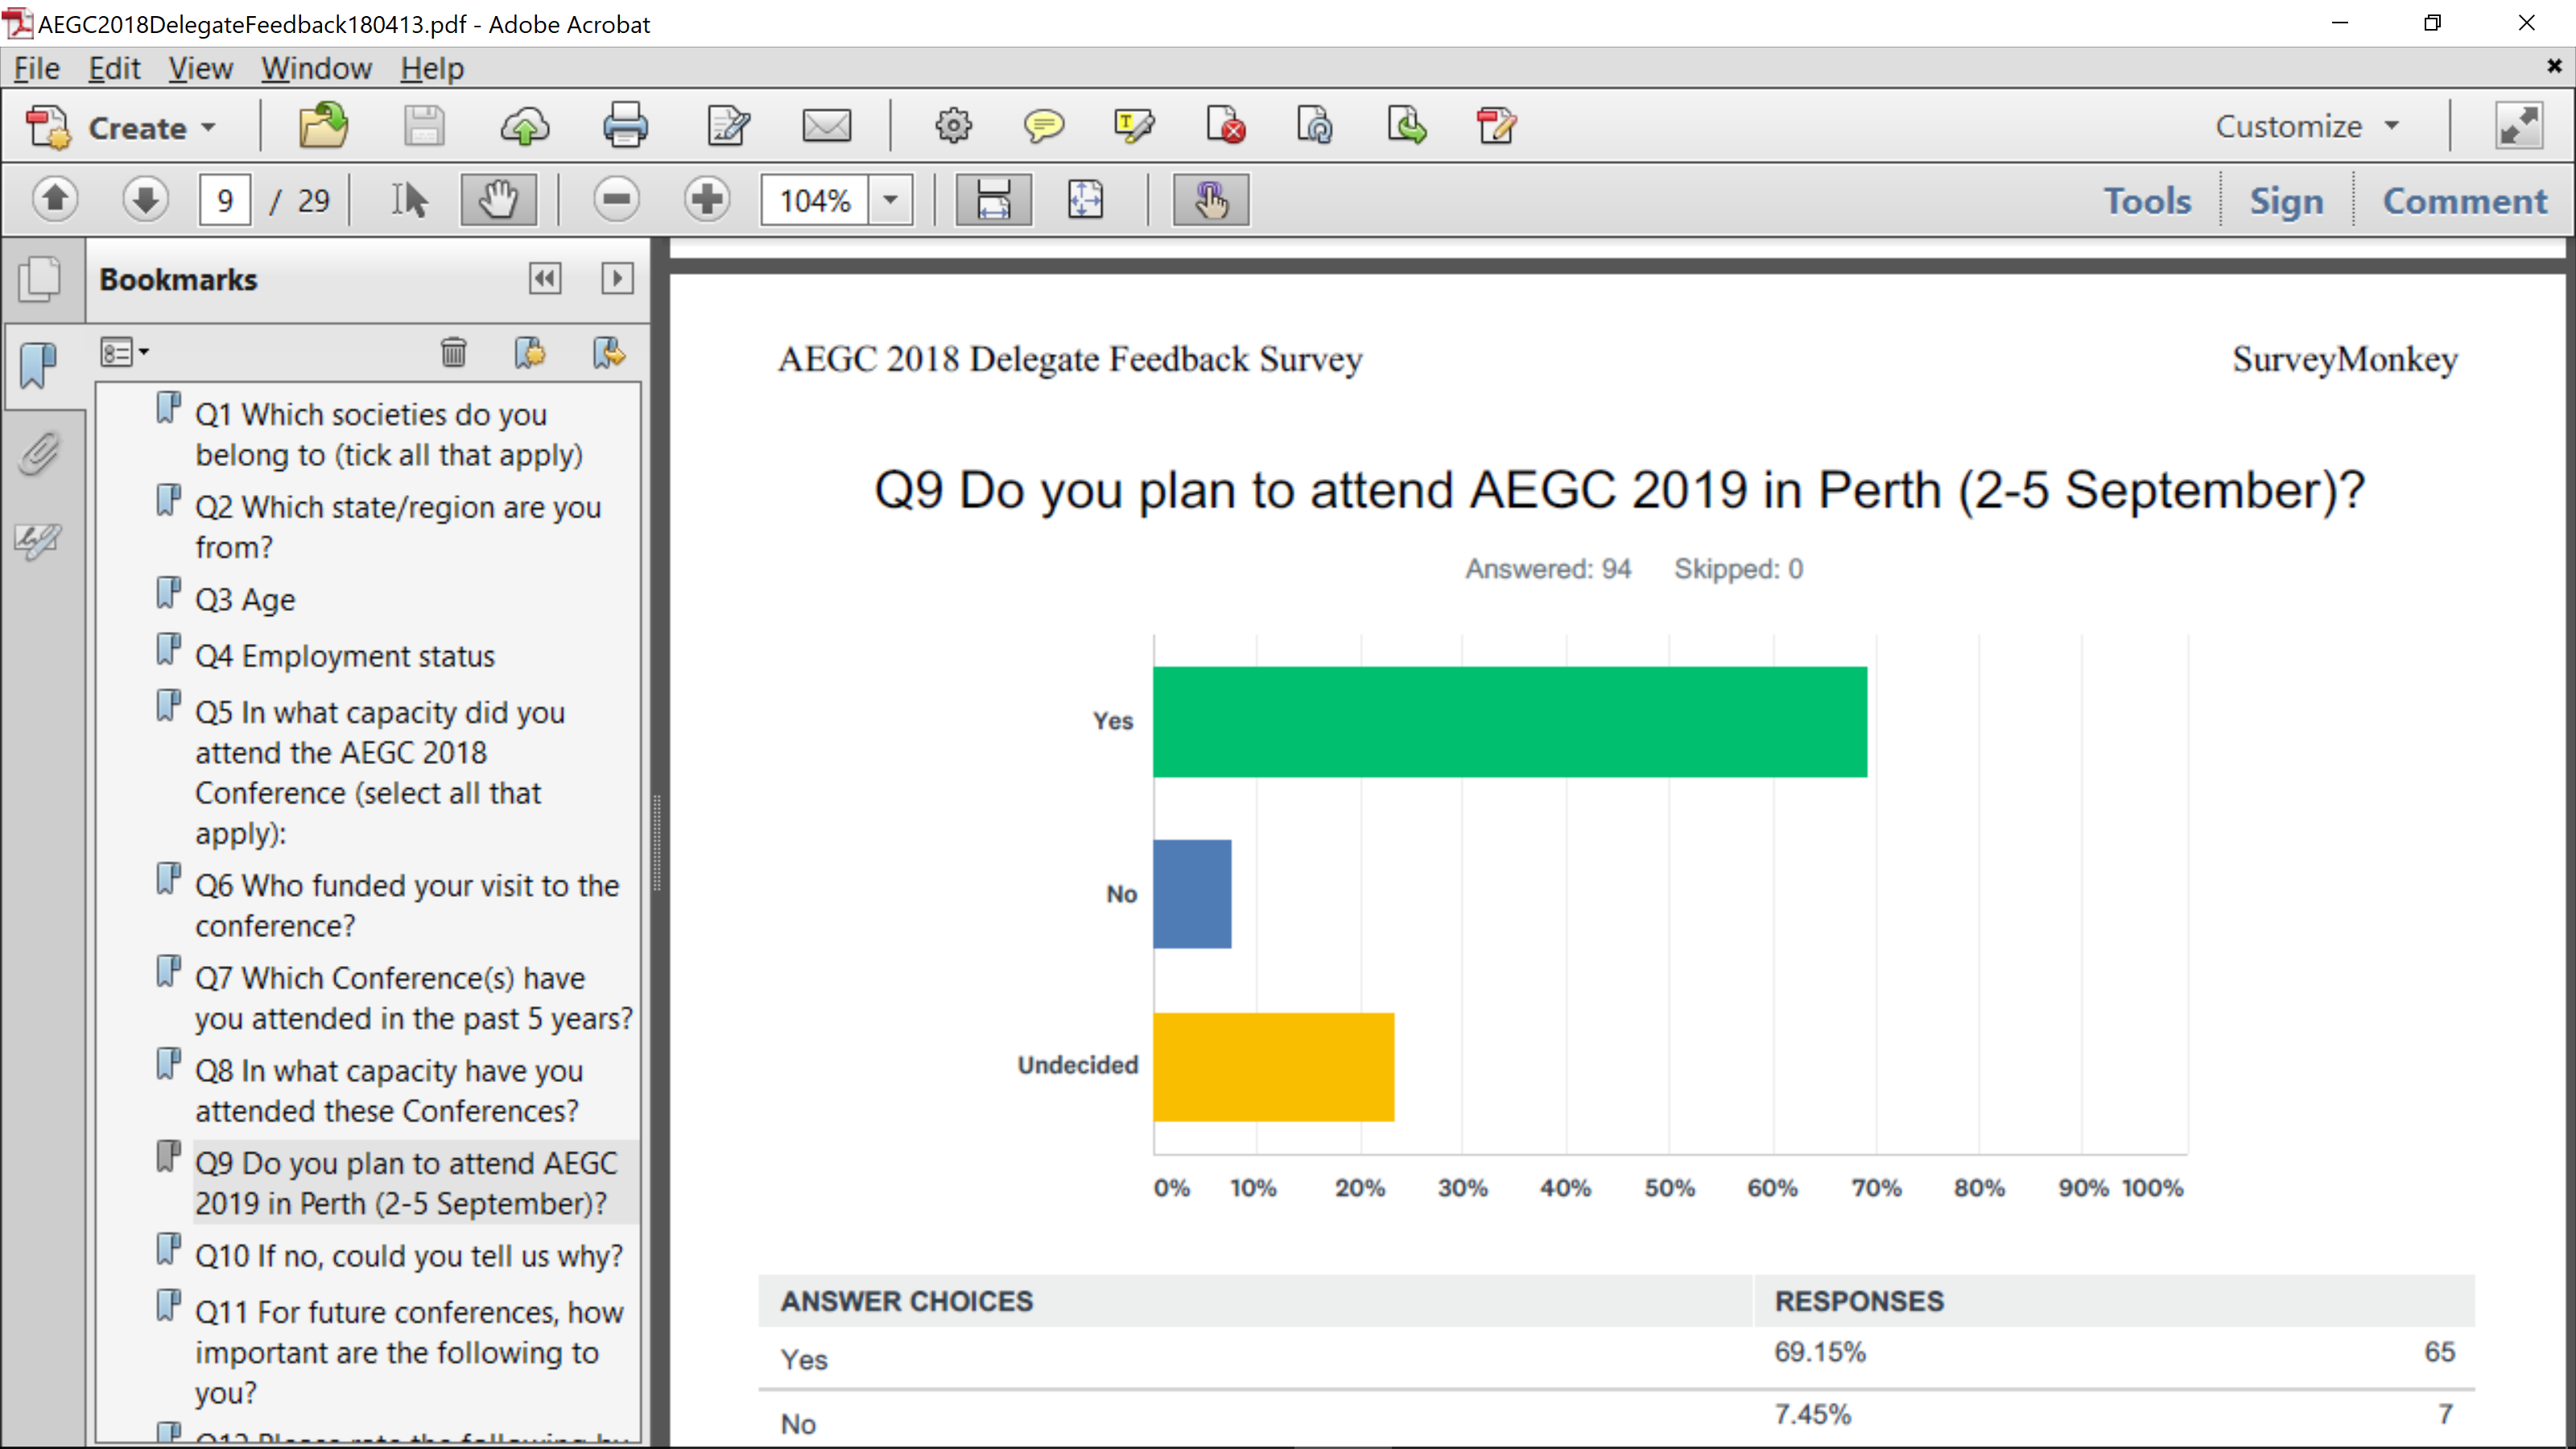 AEGC2018DelegateFeedback180413.pdf - Adobe Acrobat
File Edit View Window Help
Create
Customize
9 / 29
104%
Tools Sign Comment
Bookmarks
Q1 Which societies do you
belong to (tick all that apply)
Q2 Which state/region are you
from?
Q3 Age
Q4 Employment status
Q5 In what capacity did you
attend the AEGC 2018
Conference (select all that
apply):
Q6 Who funded your visit to the
conference?
Q7 Which Conference(s) have
you attended in the past 5 years?
Q8 In what capacity have you
attended these Conferences?
Q9 Do you plan to attend AEGC
2019 in Perth (2-5 September)?
Q10 If no, could you tell us why?
Q11 For future conferences, how
important are the following to
you?
AEGC 2018 Delegate Feedback Survey
SurveyMonkey
Q9 Do you plan to attend AEGC 2019 in Perth (2-5 September)?
Answered: 94 Skipped: 0
Yes
No
Undecided
0% 10% 20% 30% 40% 50% 60% 70% 80% 90% 100%
ANSWER CHOICES RESPONSES
Yes 69.15% 65
No 7.45% 7